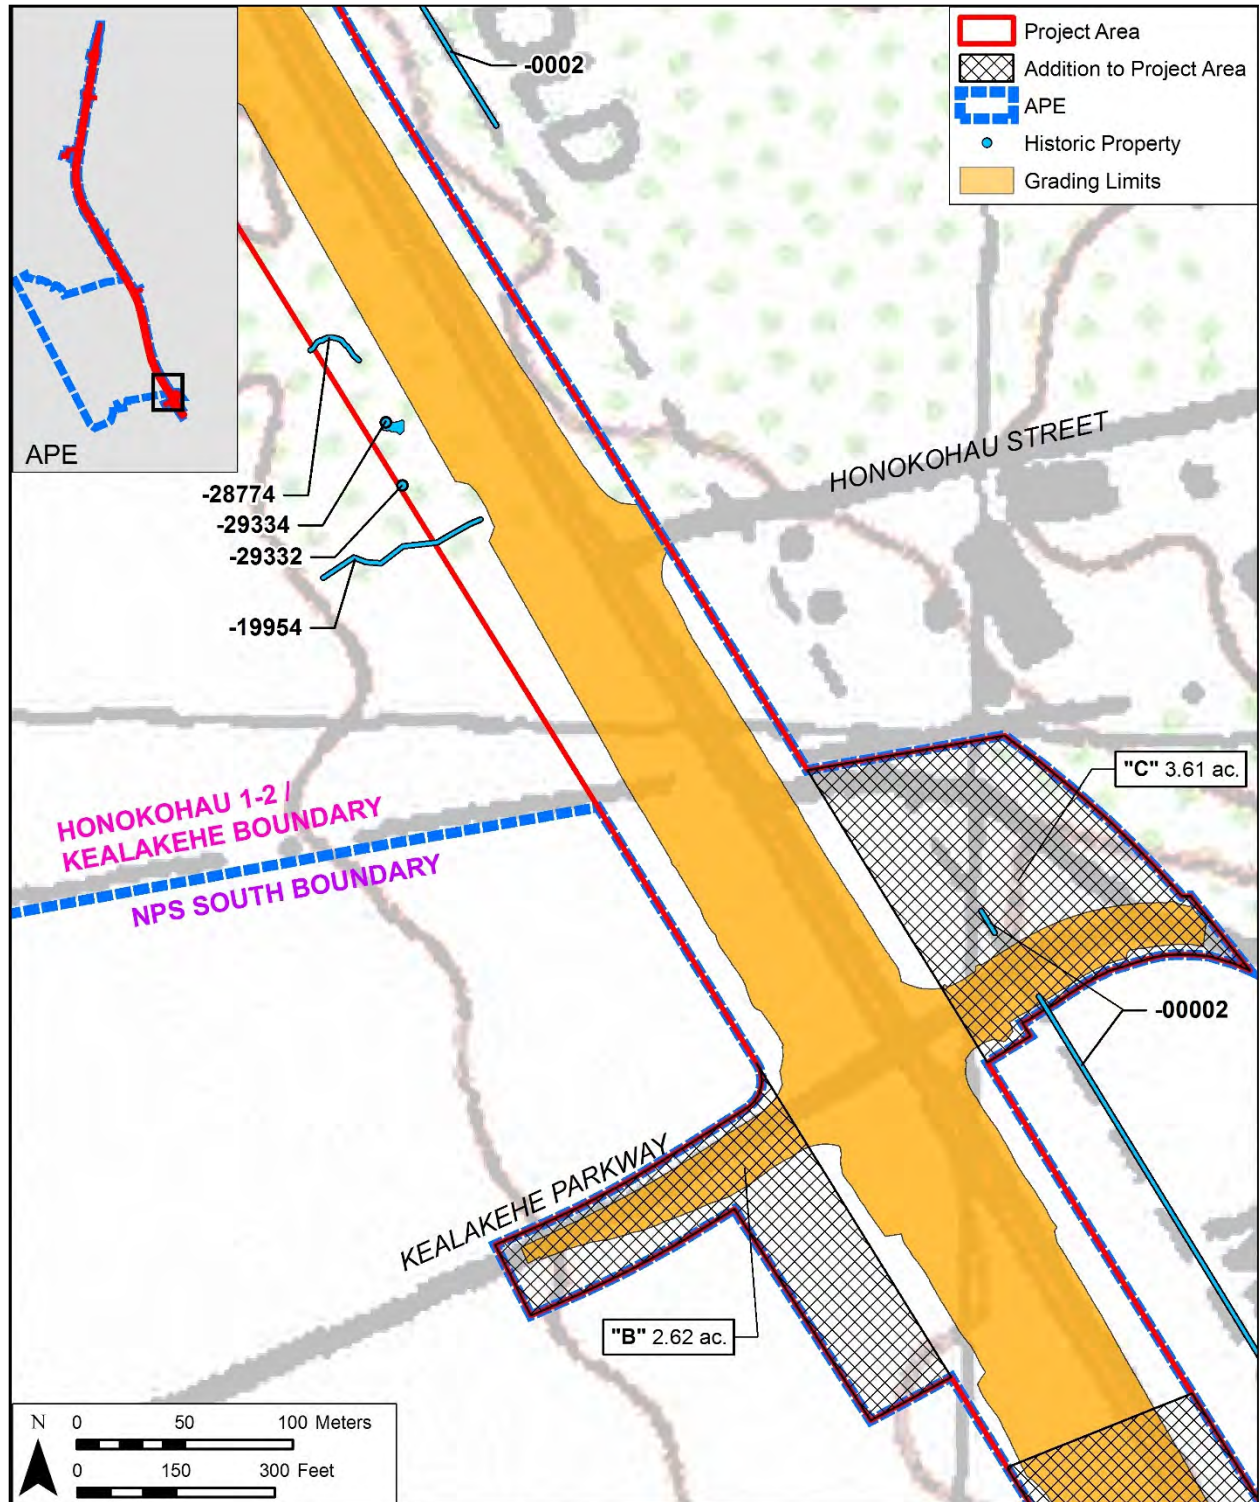 -0002
Project Area
Addition to Project Area
APE
Historic Property
Grading Limits
APE
HONOKOHAU STREET
-28774
-29334
-29332
-19954
"C" 3.61 ac.
HONOKOHAU 1-2 /
KEALAKEHE BOUNDARY
NPS SOUTH BOUNDARY
-00002
KEALAKEHE PARKWAY
"B" 2.62 ac.
N 0 50 100 Meters
0 150 300 Feet